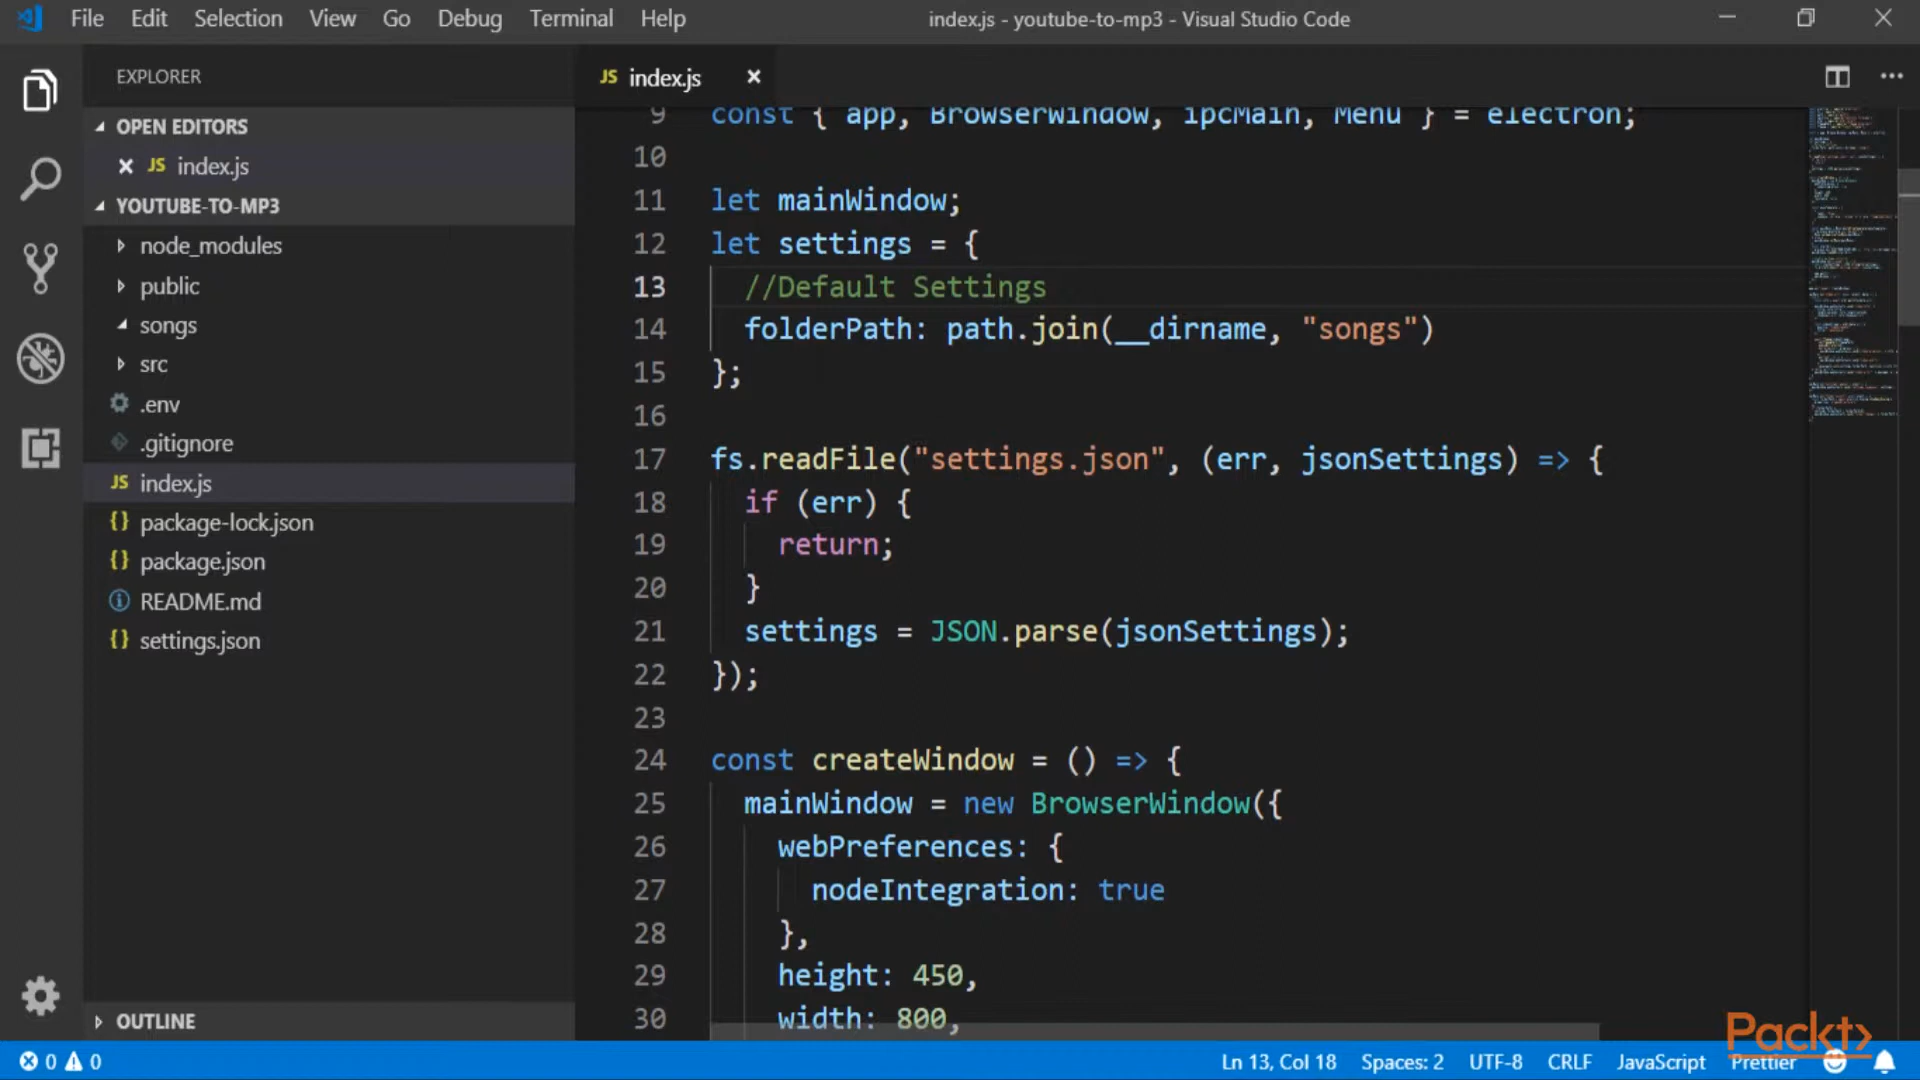 File Edit Selection View Go Debug Terminal Help index.js - youtube-to-mp3 - Visual Studio Code
EXPLORER
OPEN EDITORS
JS index.js
YOUTUBE-TO-MP3
node_modules
public
songs
src
.env
.gitignore
JS index.js
{} package-lock.json
{} package.json
README.md
{} settings.json
OUTLINE
JS index.js
9 const { app, BrowserWindow, ipcMain, Menu } = electron;
10
11 let mainWindow;
12 let settings = {
13 //Default Settings
14 folderPath: path.join(__dirname, "songs")
15 };
16
17 fs.readFile("settings.json", (err, jsonSettings) => {
18 if (err) {
19 return;
20 }
21 settings = JSON.parse(jsonSettings);
22 });
23
24 const createWindow = () => {
25 mainWindow = new BrowserWindow({
26 webPreferences: {
27 nodeIntegration: true
28 },
29 height: 450,
30 width: 800,
Packt>
0 0 Ln 13, Col 18 Spaces: 2 UTF-8 CRLF JavaScript Prettier